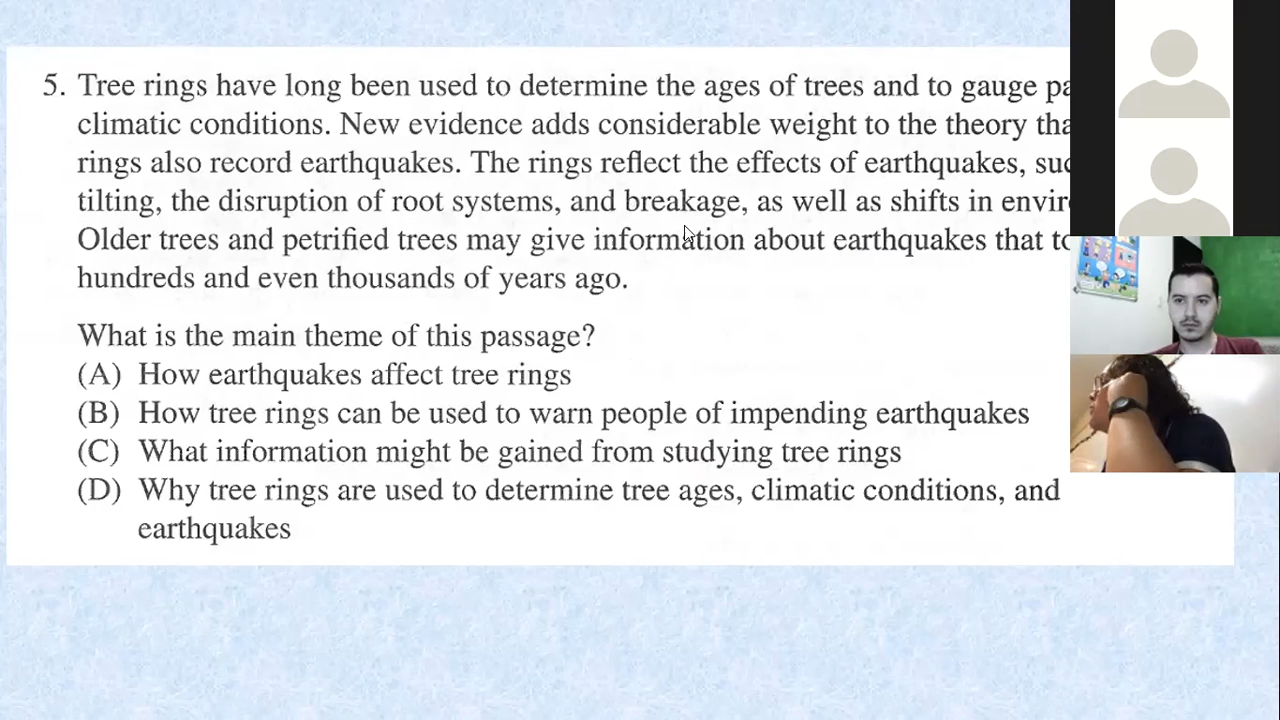 5. Tree rings have long been used to determine the ages of trees and to gauge
climatic conditions. New evidence adds considerable weight to the theory
rings also record earthquakes. The rings reflect the effects of earthquakes,
tilting, the disruption of root systems, and breakage, as well as shifts in
Older trees and petrified trees may give information about earthquakes that
hundreds and even thousands of years ago.
What is the main theme of this passage?
(A) How earthquakes affect tree rings
(B) How tree rings can be used to warn people of impending earthquakes
(C) What information might be gained from studying tree rings
(D) Why tree rings are used to determine tree ages, climatic conditions, and
earthquakes